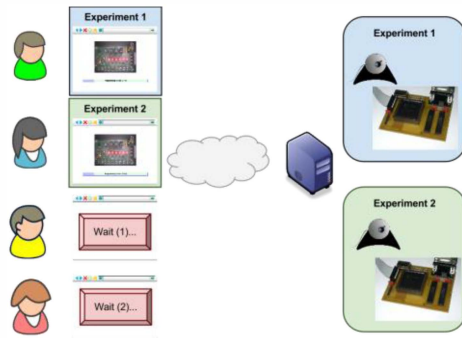 Experiment 1
Experiment 2
Wait (1)...
Wait (2)...
Experiment 1
Experiment 2